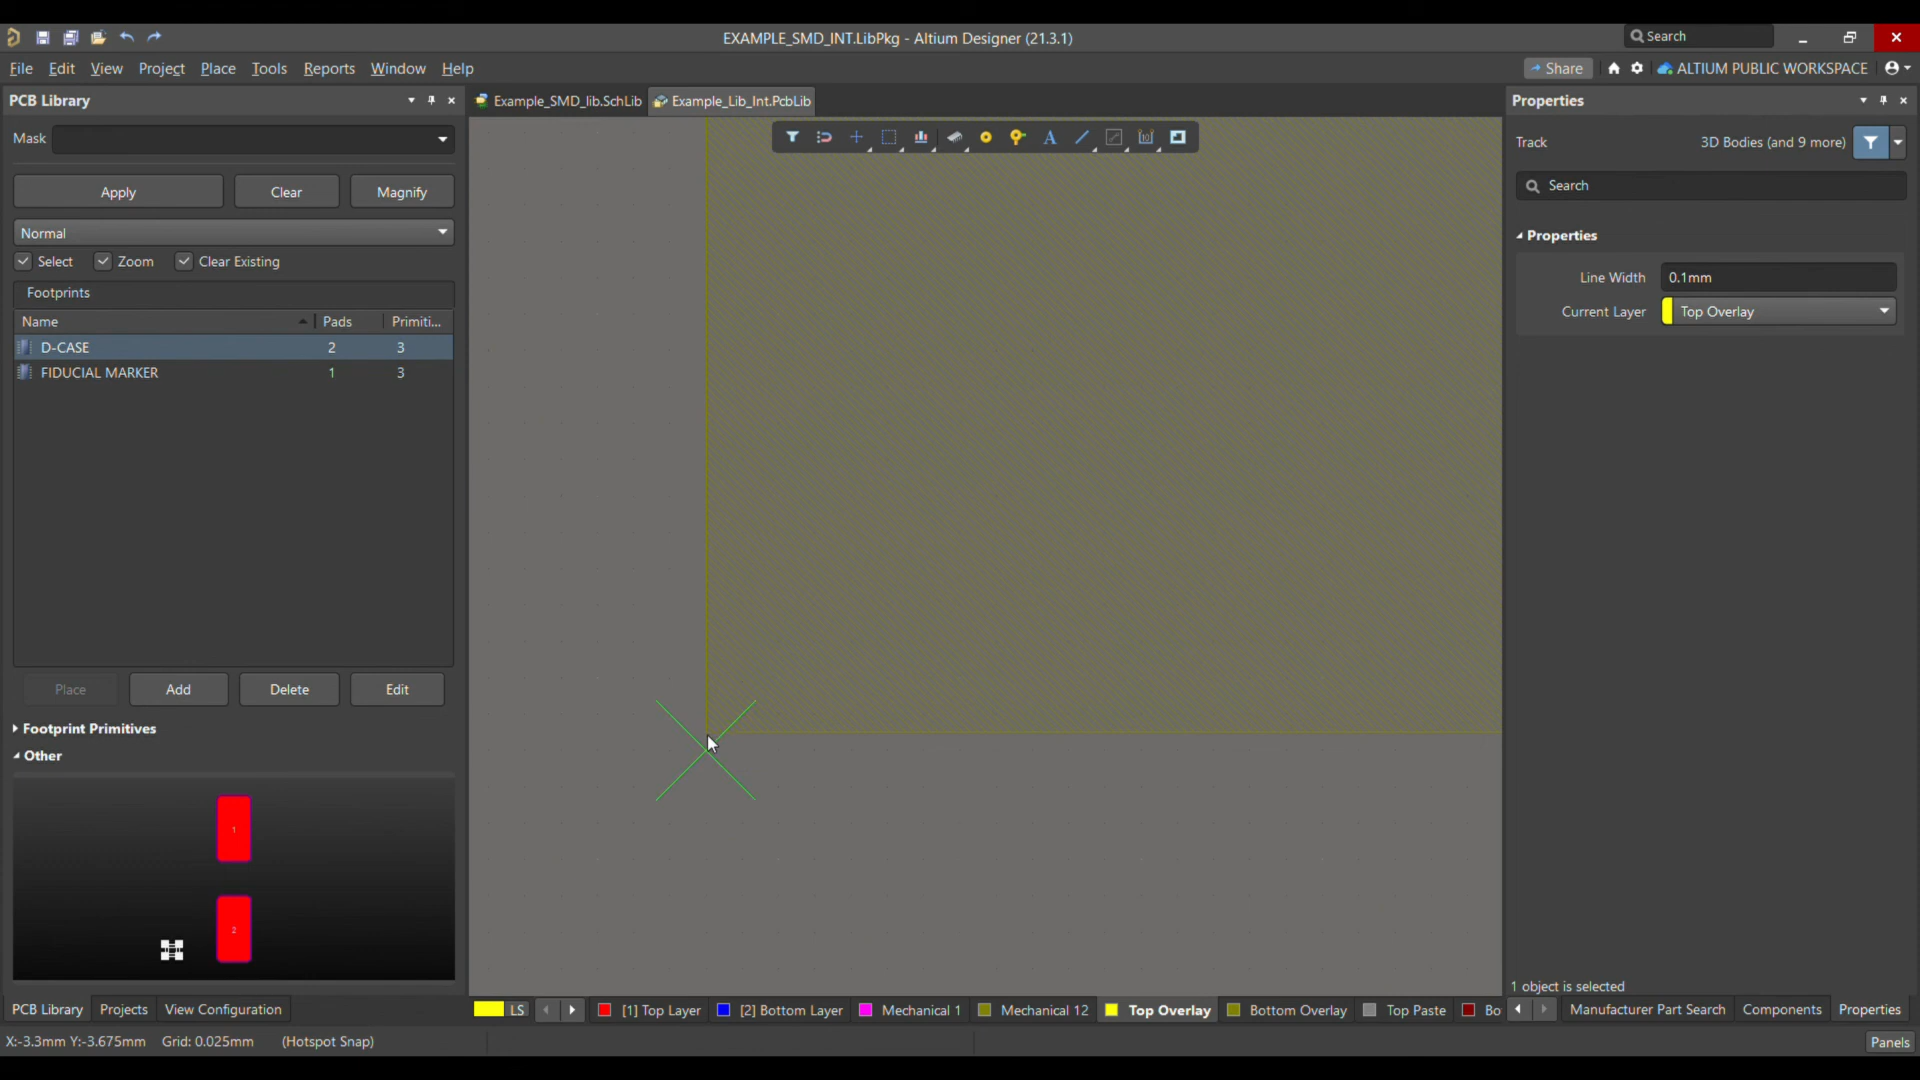 EXAMPLE_SMD_INT.LibPkg - Altium Designer (21.3.1)
Search
File Edit View Project Place Tools Reports Window Help
Share
ALTIUM PUBLIC WORKSPACE
PCB Library
Example_SMD_lib.SchLib
Example_Lib_Int.PcbLib
Properties
Mask
Track
3D Bodies (and 9 more)
Apply
Clear
Magnify
Search
Normal
Properties
Select
Zoom
Clear Existing
Line Width 0.1mm
Footprints
Current Layer Top Overlay
Name Pads Primiti...
D-CASE 2 3
FIDUCIAL MARKER 1 3
Place
Add
Delete
Edit
Footprint Primitives
Other
1
2
1 object is selected
PCB Library
Projects
View Configuration
LS
[1] Top Layer
[2] Bottom Layer
Mechanical 1
Mechanical 12
Top Overlay
Bottom Overlay
Top Paste
Bo
Manufacturer Part Search
Components
Properties
X:-3.3mm Y:-3.675mm Grid: 0.025mm (Hotspot Snap)
Panels